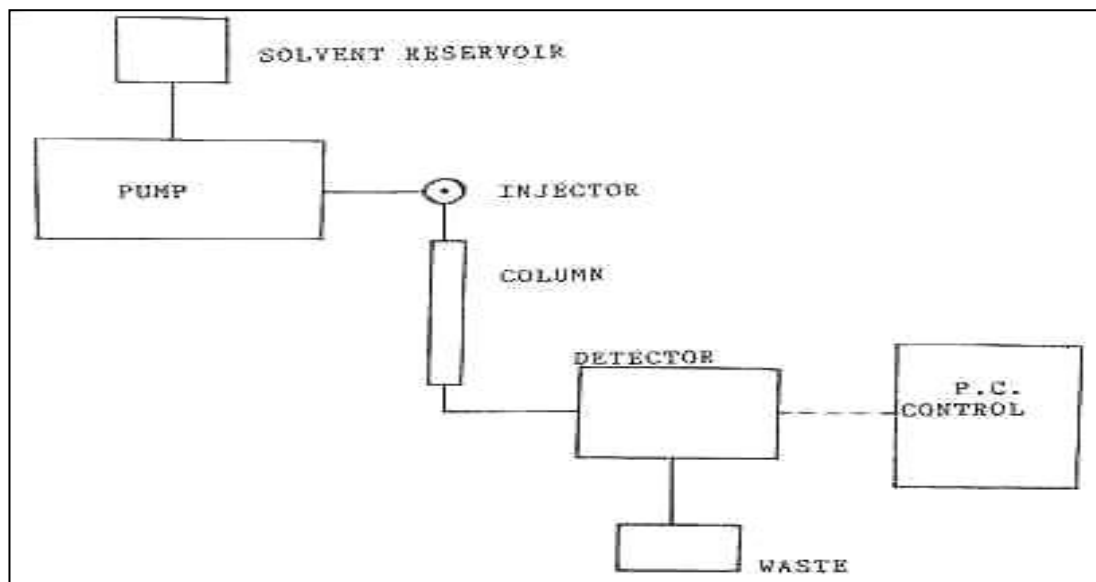 SOLVENT RESERVOIR
PUMP
INJECTOR
COLUMN
DETECTOR
P.C.
CONTROL
WASTE